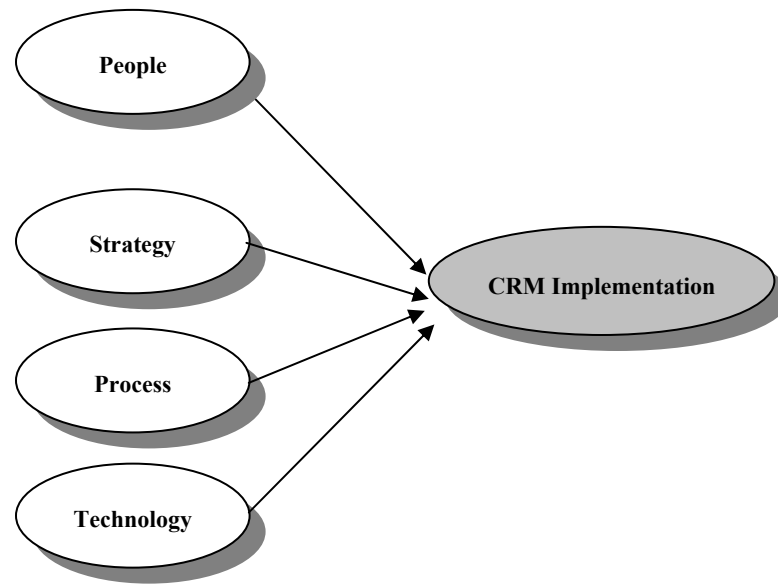 People
Strategy
CRM Implementation
Process
Technology